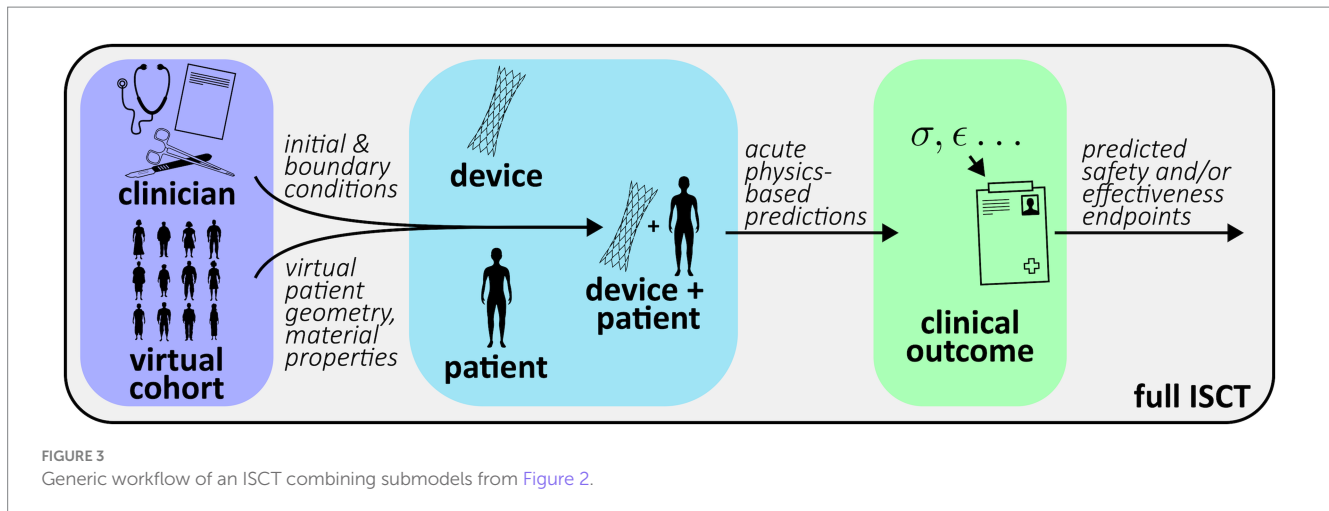 clinician
virtual
cohort
initial &
boundary
conditions
virtual
patient
geometry,
material
properties
device
patient
+
device +
patient
acute
physics-
based
predictions
σ, ϵ . . .
clinical
outcome
predicted
safety and/or
effectiveness
endpoints
full ISCT
FIGURE 3
Generic workflow of an ISCT combining submodels from Figure 2.